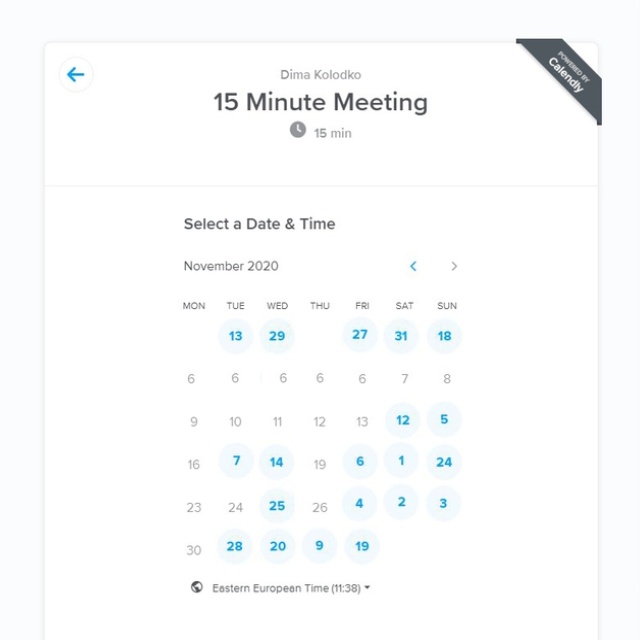 POWERED BY
Calendly
Dima Kolodko
15 Minute Meeting
15 min
Select a Date & Time
November 2020
MON TUE WED THU FRI SAT SUN
13 29 27 31 18
6 6 6 6 6 7 8
9 10 11 12 13 12 5
16 7 14 19 6 1 24
23 24 25 26 4 2 3
30 28 20 9 19
Eastern European Time (11:38)